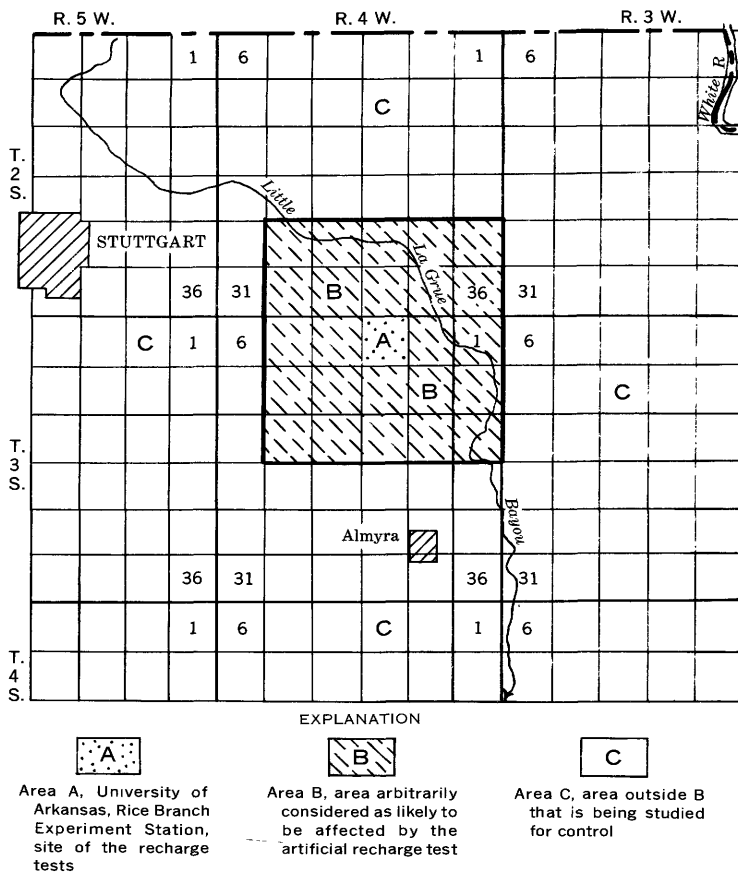 R. 5 W. R. 4 W. R. 3 W.
1 6 1 6
White R
C
T. 2 S.
Little
STUTTGART
La Grue
36 31 B 36 31
C 1 6 A 1 6
B C
T. 3 S.
Bayou
Almyra
36 31 36 31
1 6 C 1 6
T. 4 S.
EXPLANATION
A
Area A, University of
Arkansas, Rice Branch
Experiment Station,
site of the recharge
tests
B
Area B, area arbitrarily
considered as likely to
be affected by the
artificial recharge test
C
Area C, area outside B
that is being studied
for control